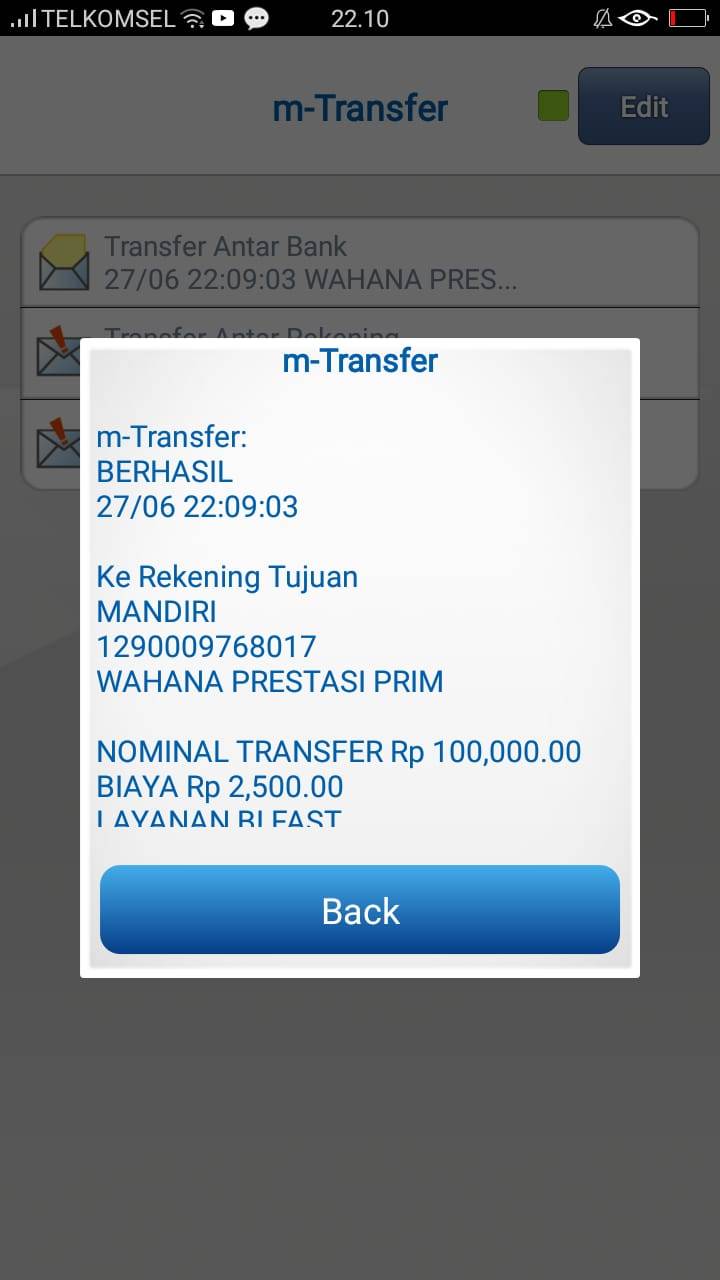 TELKOMSEL 22.10
m-Transfer
Edit
Transfer Antar Bank
27/06 22:09:03 WAHANA PRES...
Transfer Antar Rekening
m-Transfer
m-Transfer:
BERHASIL
27/06 22:09:03
Ke Rekening Tujuan
MANDIRI
1290009768017
WAHANA PRESTASI PRIM
NOMINAL TRANSFER Rp 100,000.00
BIAYA Rp 2,500.00
LAYANAN BI FAST
Back